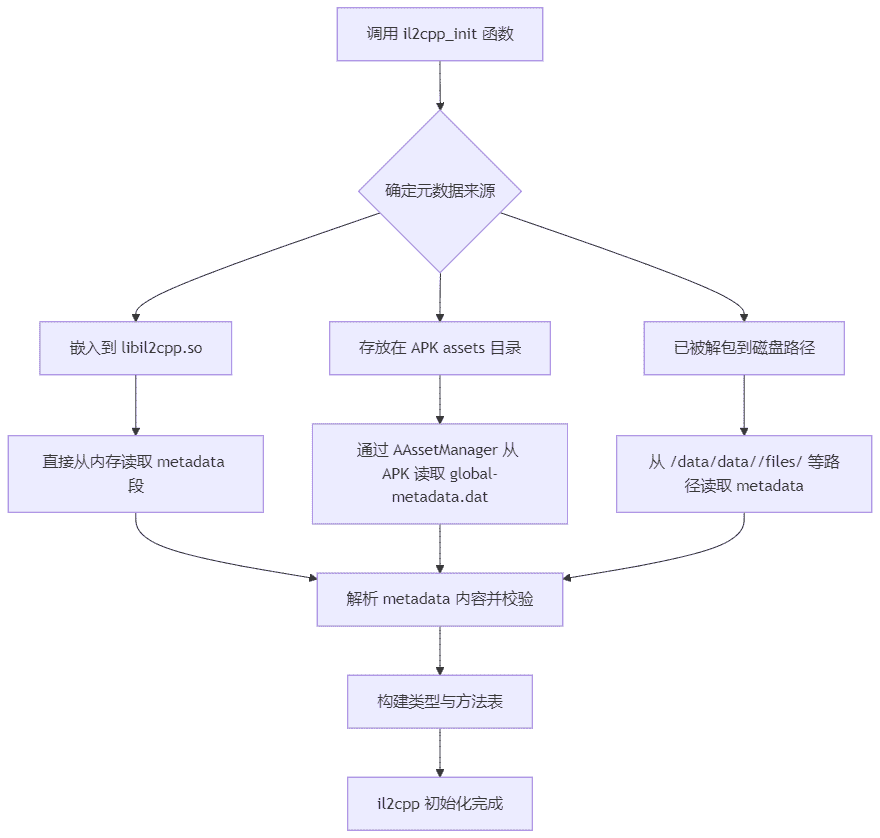 调用 il2cpp_init 函数
确定元数据来源
嵌入到 libil2cpp.so
存放在 APK assets 目录
已被解包到磁盘路径
直接从内存读取 metadata
段
通过 AAssetManager 从
APK 读取 global-
metadata.dat
从 /data/data//files/ 等路
径读取 metadata
解析 metadata 内容并校验
构建类型与方法表
il2cpp 初始化完成